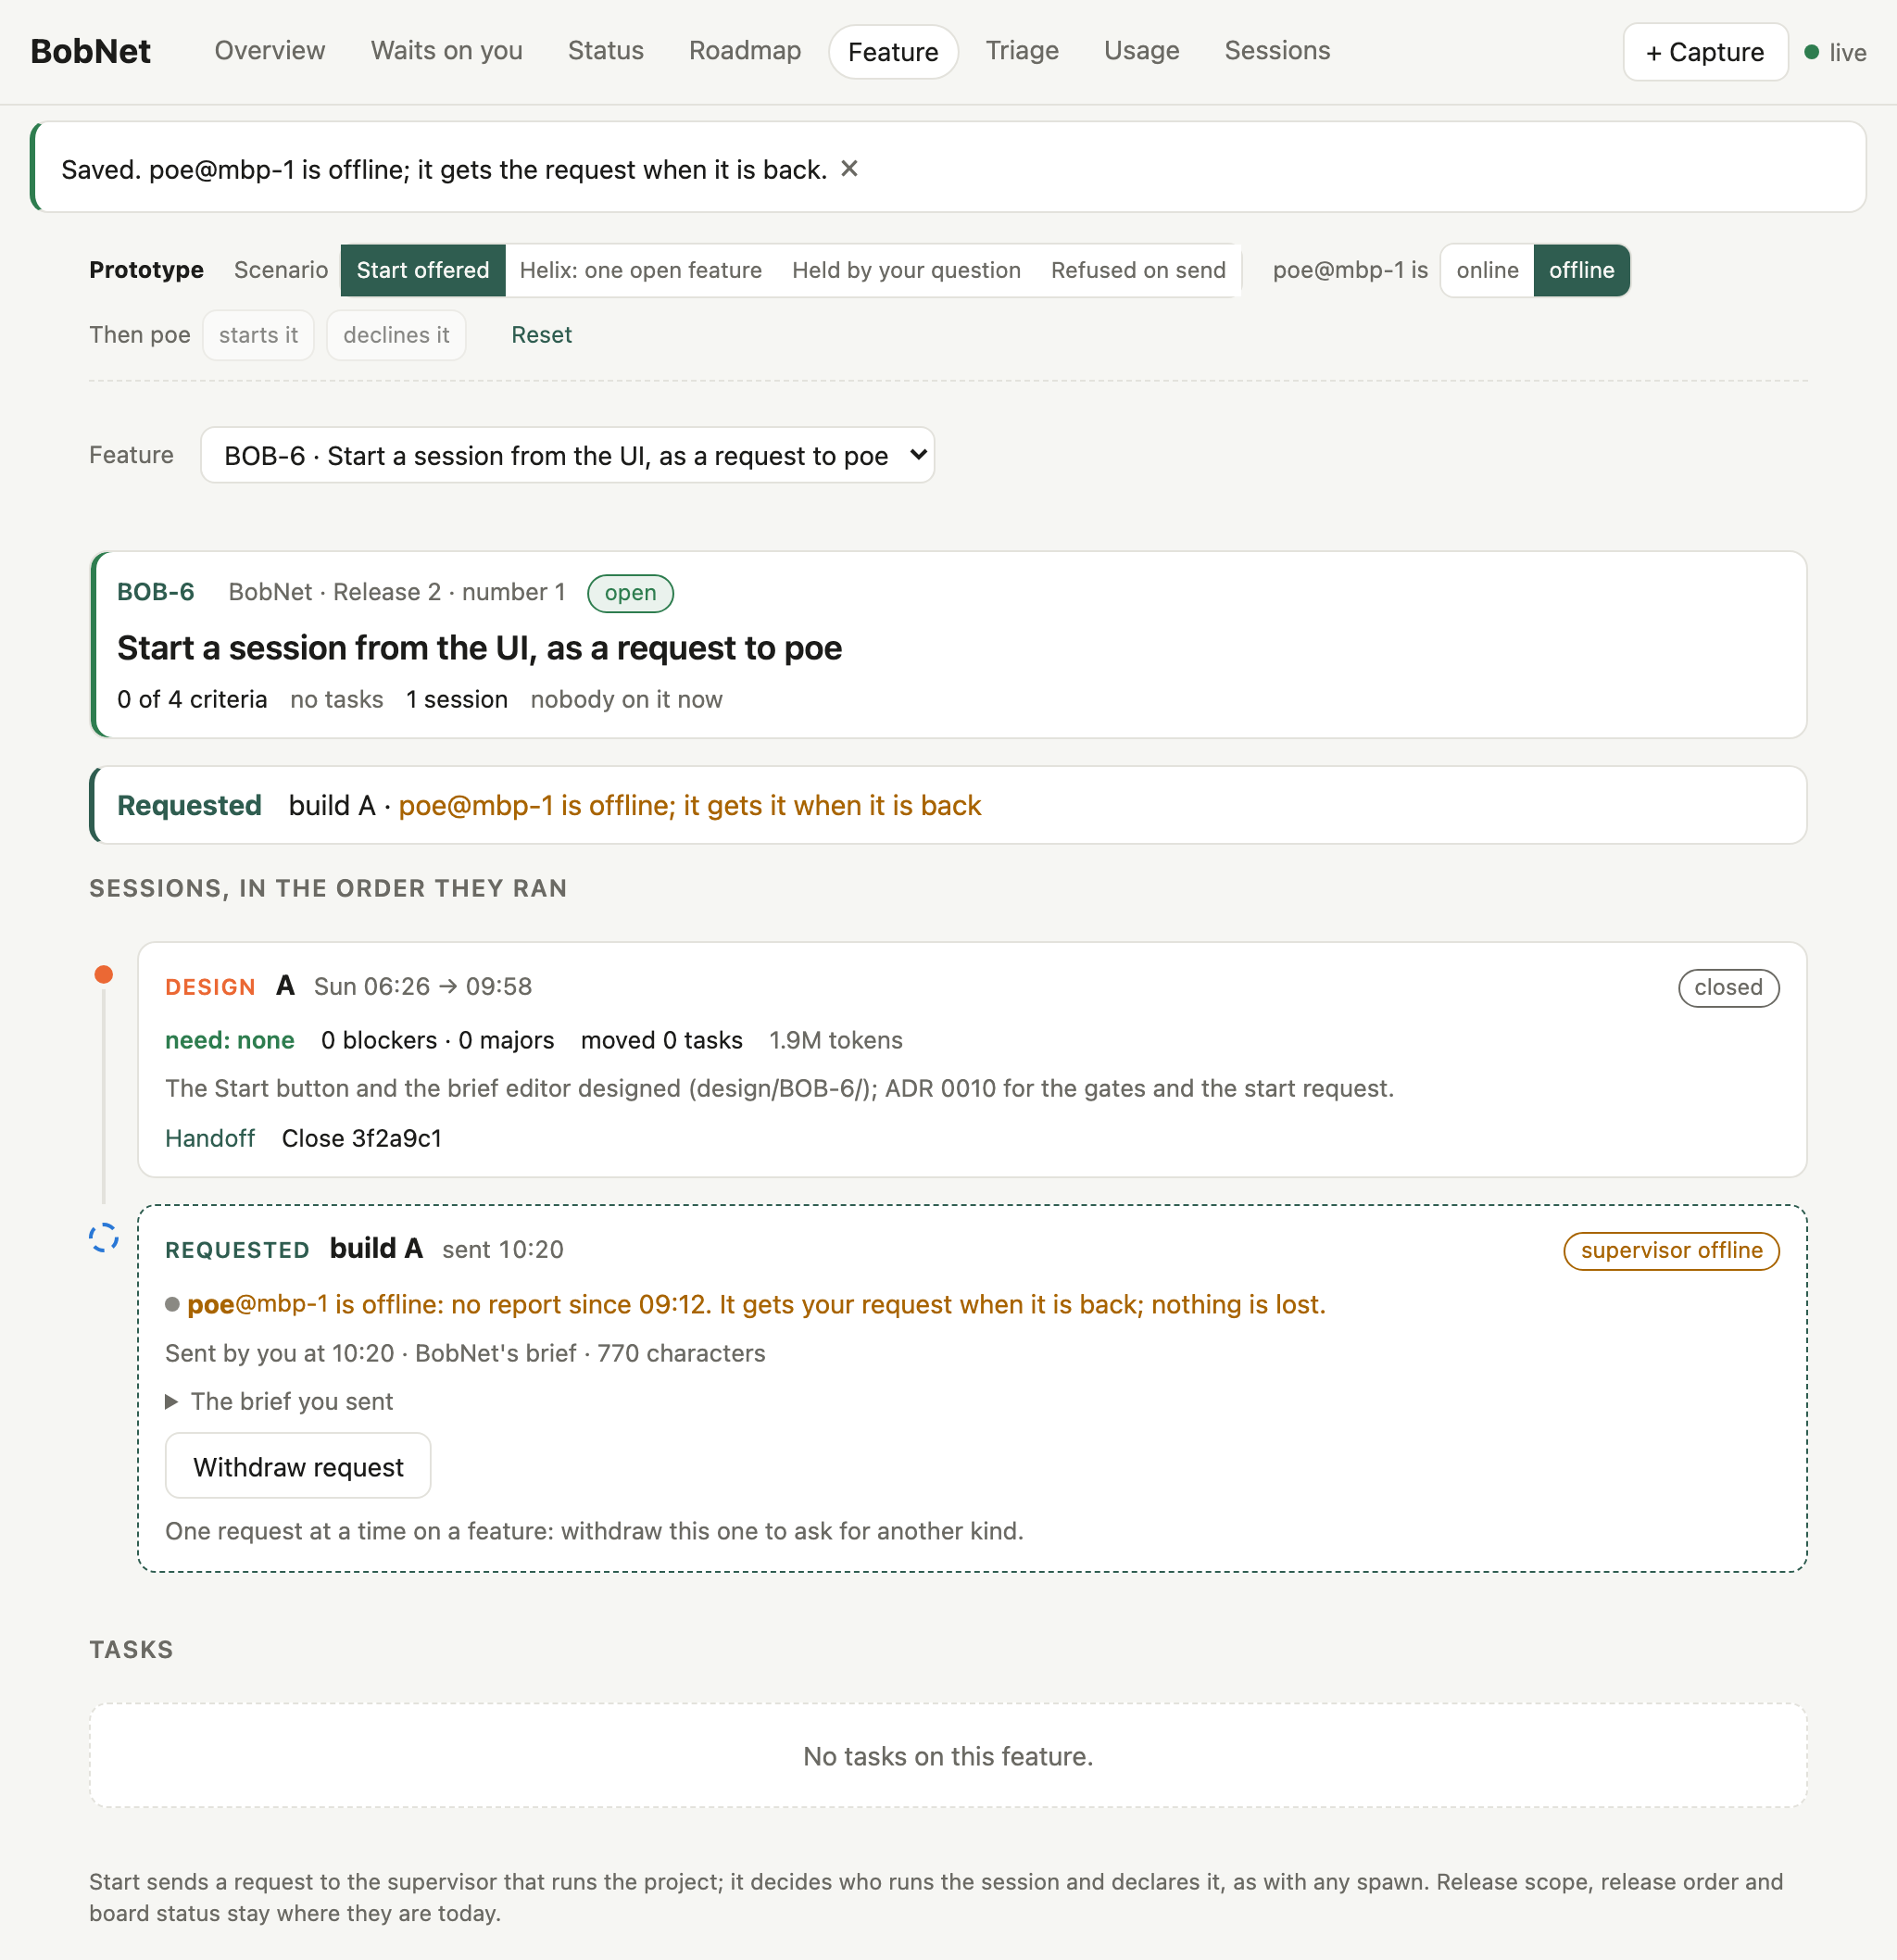 BobNet Overview Waits on you Status Roadmap Feature Triage Usage Sessions + Capture live
Saved. poe@mbp-1 is offline; it gets the request when it is back. ×
Prototype Scenario Start offered Helix: one open feature Held by your question Refused on send poe@mbp-1 is online offline
Then poe starts it declines it Reset
Feature BOB-6 · Start a session from the UI, as a request to poe
BOB-6 BobNet · Release 2 · number 1 open
Start a session from the UI, as a request to poe
0 of 4 criteria no tasks 1 session nobody on it now
Requested build A · poe@mbp-1 is offline; it gets it when it is back
SESSIONS, IN THE ORDER THEY RAN
DESIGN A Sun 06:26 → 09:58 closed
need: none 0 blockers · 0 majors moved 0 tasks 1.9M tokens
The Start button and the brief editor designed (design/BOB-6/); ADR 0010 for the gates and the start request.
Handoff Close 3f2a9c1
REQUESTED build A sent 10:20 supervisor offline
poe@mbp-1 is offline: no report since 09:12. It gets your request when it is back; nothing is lost.
Sent by you at 10:20 · BobNet's brief · 770 characters
The brief you sent
Withdraw request
One request at a time on a feature: withdraw this one to ask for another kind.
TASKS
No tasks on this feature.
Start sends a request to the supervisor that runs the project; it decides who runs the session and declares it, as with any spawn. Release scope, release order and
board status stay where they are today.